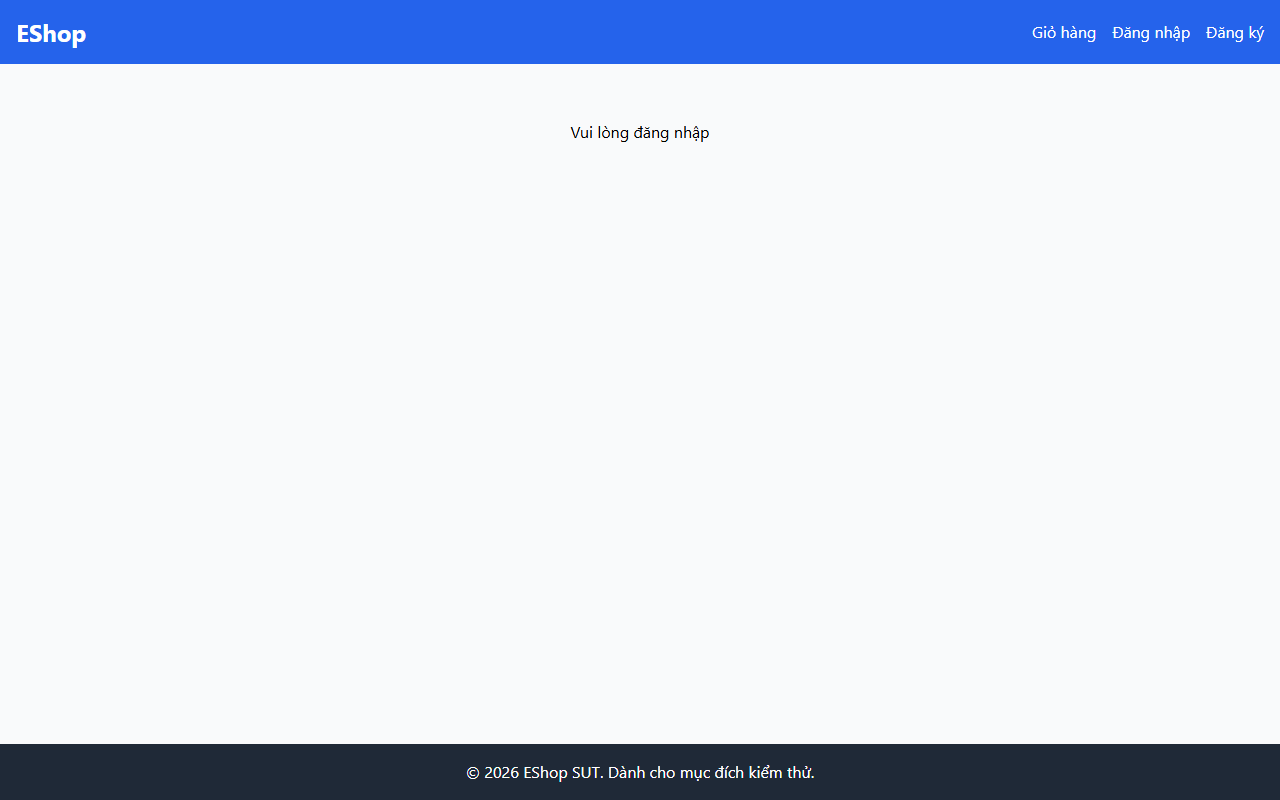 EShop
Giỏ hàng Đăng nhập Đăng ký
Vui lòng đăng nhập
© 2026 EShop SUT. Dành cho mục đích kiểm thử.